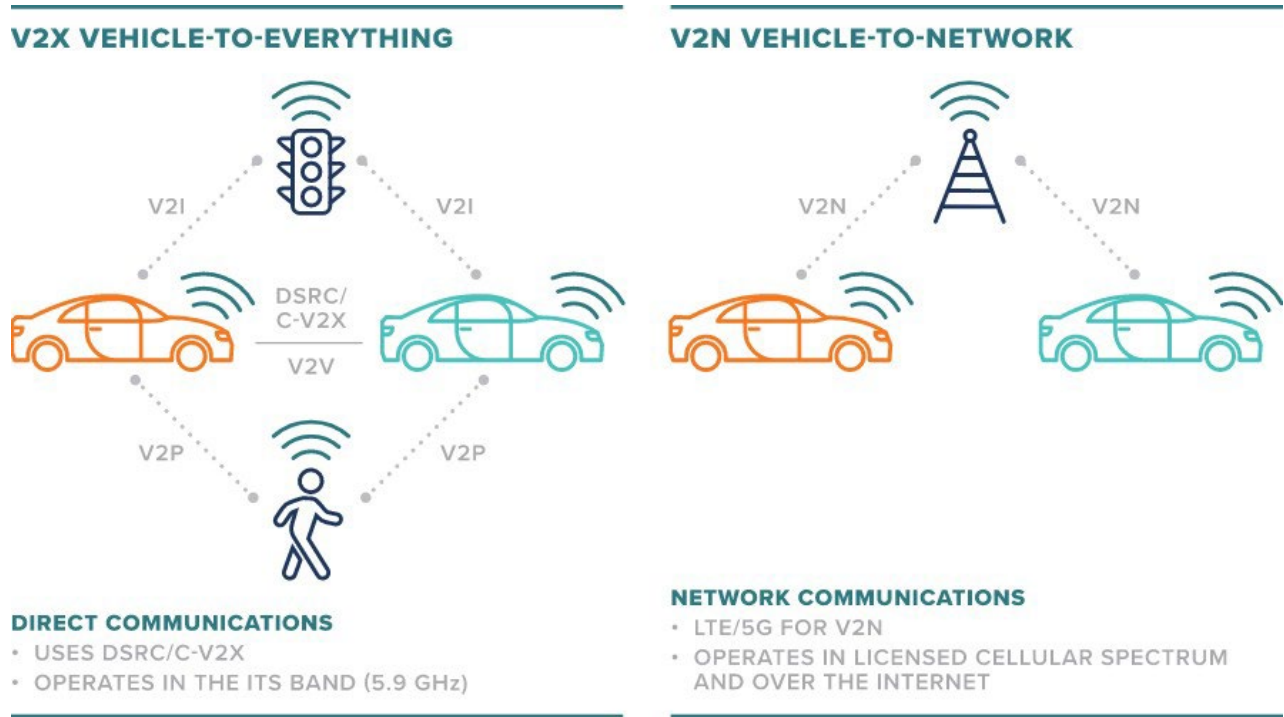 V2X VEHICLE-TO-EVERYTHING
V2I
V2I
DSRC/
C-V2X
V2V
V2P
V2P
DIRECT COMMUNICATIONS
• USES DSRC/C-V2X
• OPERATES IN THE ITS BAND (5.9 GHz)
V2N VEHICLE-TO-NETWORK
V2N
V2N
NETWORK COMMUNICATIONS
• LTE/5G FOR V2N
• OPERATES IN LICENSED CELLULAR SPECTRUM
AND OVER THE INTERNET